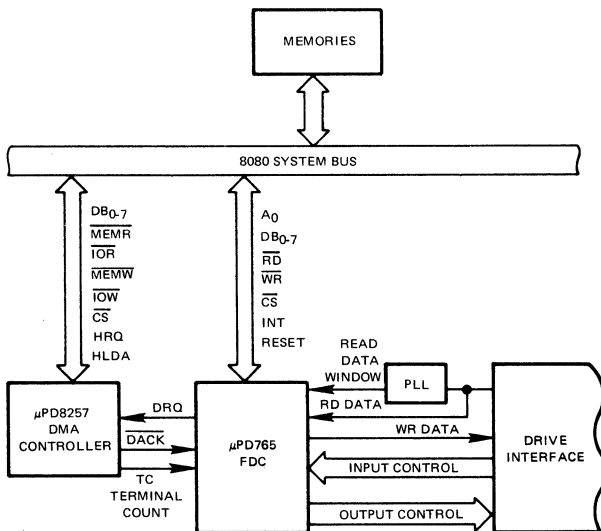 MEMORIES
8080 SYSTEM BUS
DB0-7
MEMR
IOR
MEMW
IOW
CS
HRQ
HLDA
A0
DB0-7
RD
WR
CS
INT
RESET
READ
DATA
WINDOW
PLL
μPD8257
DMA
CONTROLLER
DRQ
DACK
TC
TERMINAL
COUNT
μPD765
FDC
RD DATA
WR DATA
INPUT CONTROL
OUTPUT CONTROL
DRIVE
INTERFACE